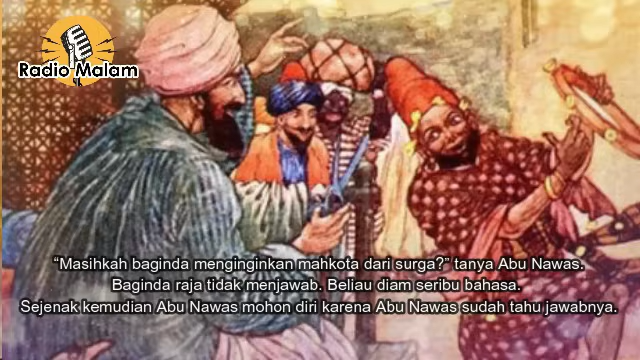 Radio Malam
“Masihkah baginda menginginkan mahkota dari surga?” tanya Abu Nawas.
Baginda raja tidak menjawab. Beliau diam seribu bahasa.
Sejenak kemudian Abu Nawas mohon diri karena Abu Nawas sudah tahu jawabnya.